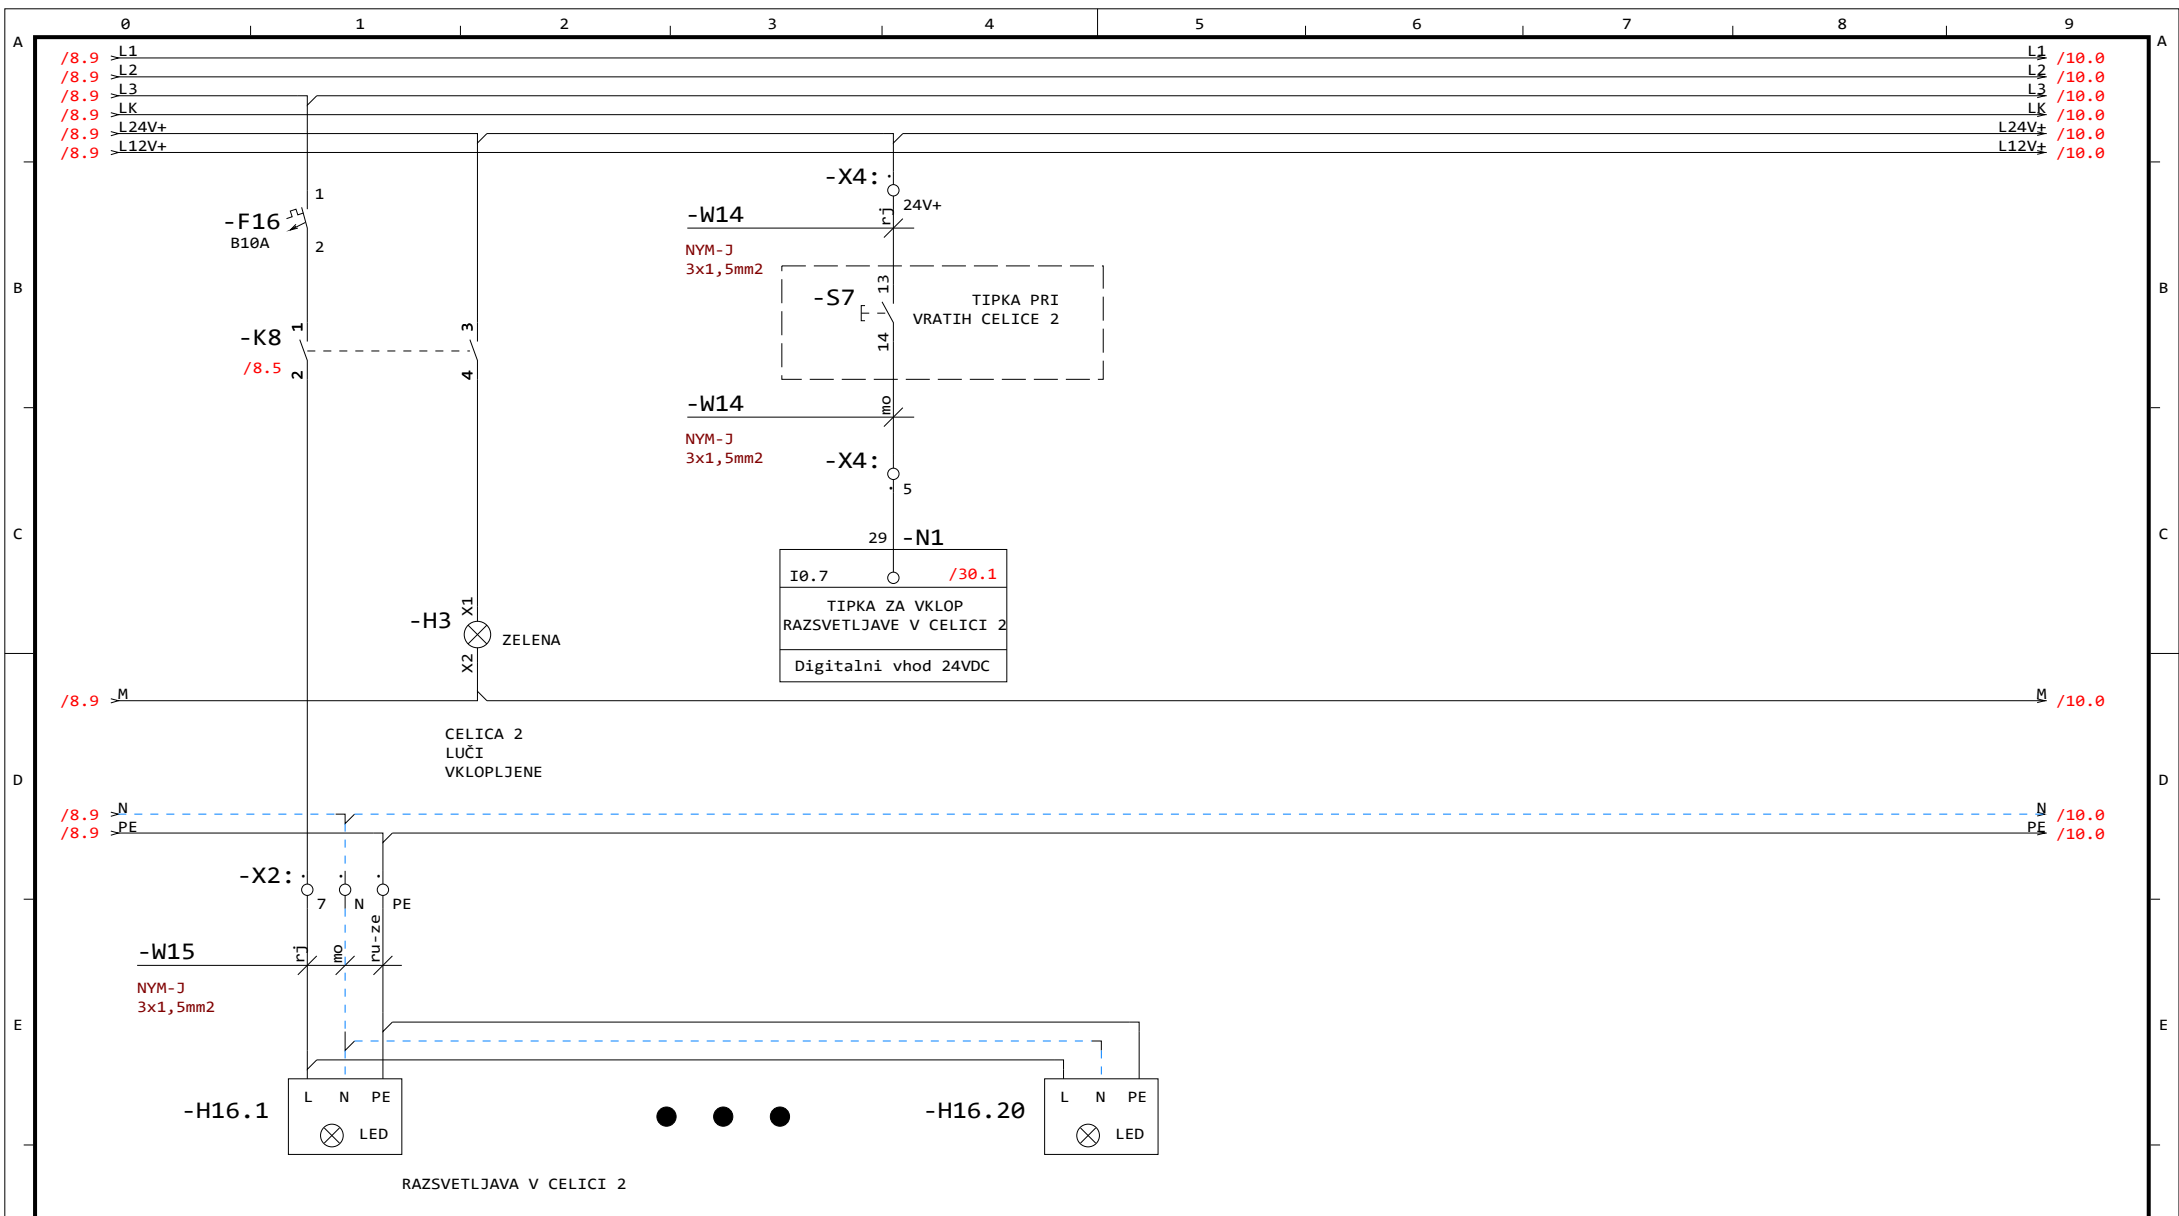 0 1 2 3 4 5 6 7 8 9
A A
/8.9 L1 L1 /10.0
/8.9 L2 L2 /10.0
/8.9 L3 L3 /10.0
/8.9 LK LK /10.0
/8.9 L24V+ L24V+ /10.0
/8.9 L12V+ L12V+ /10.0
-X4:
24V+
1
-F16
B10A
2
-W14 rj
NYM-J
3x1,5mm2
B B
13
-S7
14
TIPKA PRI
VRATIH CELICE 2
-K8
/8.5
1 3
2 4
-W14 mo
NYM-J
3x1,5mm2
-X4:
5
C C
29 -N1
I0.7 /30.1
TIPKA ZA VKLOP
RAZSVETLJAVE V CELICI 2
Digitalni vhod 24VDC
X1
-H3 ZELENA
X2
/8.9 M M /10.0
CELICA 2
LUČI
VKLOPLJENE
D D
/8.9 N N /10.0
/8.9 PE PE /10.0
-X2:
7 N PE
-W15 rj mo ru-ze
NYM-J
3x1,5mm2
E E
-H16.1 L N PE
LED
-H16.20 L N PE
LED
RAZSVETLJAVA V CELICI 2